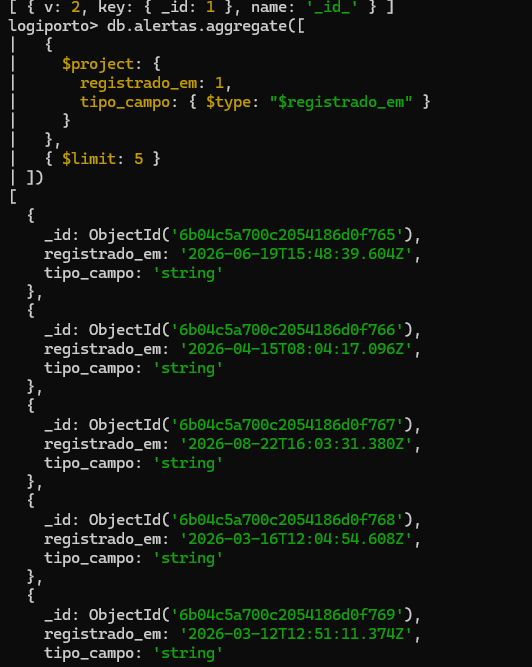 [ { v: 2, key: { _id: 1 }, name: '_id_' } ]
logiporto> db.alertas.aggregate([
|   {
|     $project: {
|       registrado_em: 1,
|       tipo_campo: { $type: "$registrado_em" }
|     }
|   },
|   { $limit: 5 }
| ])
[
  {
    _id: ObjectId('6b04c5a700c2054186d0f765'),
    registrado_em: '2026-06-19T15:48:39.604Z',
    tipo_campo: 'string'
  },
  {
    _id: ObjectId('6b04c5a700c2054186d0f766'),
    registrado_em: '2026-04-15T08:04:17.096Z',
    tipo_campo: 'string'
  },
  {
    _id: ObjectId('6b04c5a700c2054186d0f767'),
    registrado_em: '2026-08-22T16:03:31.380Z',
    tipo_campo: 'string'
  },
  {
    _id: ObjectId('6b04c5a700c2054186d0f768'),
    registrado_em: '2026-03-16T12:04:54.608Z',
    tipo_campo: 'string'
  },
  {
    _id: ObjectId('6b04c5a700c2054186d0f769'),
    registrado_em: '2026-03-12T12:51:11.374Z',
    tipo_campo: 'string'